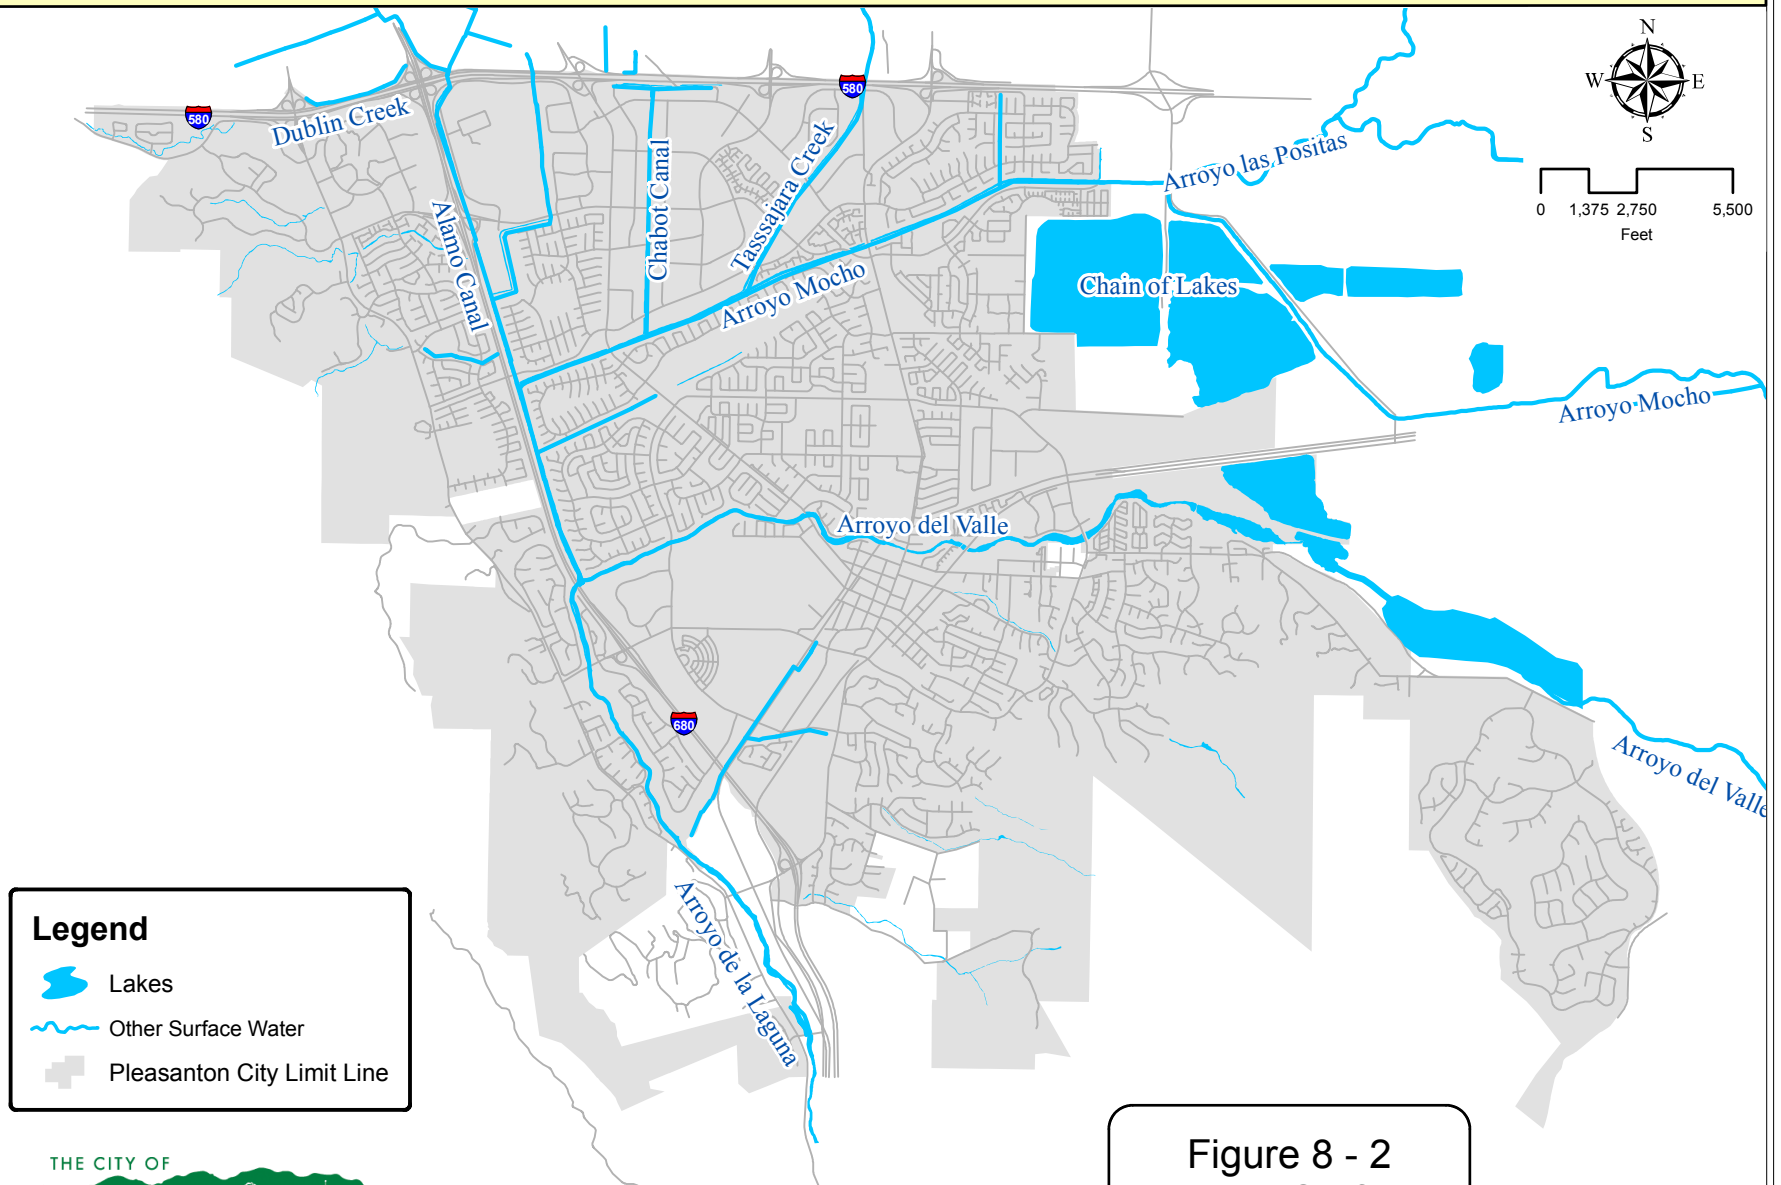 N
W E
S
0 1,375 2,750 5,500
Feet
580
580
Dublin Creek
Alamo Canal
Chabot Canal
Tasssajara Creek
Arroyo las Positas
Arroyo Mocho
Chain of Lakes
Arroyo Mocho
Arroyo del Valle
680
Arroyo del Valle
Arroyo de la Laguna
Legend
Lakes
Other Surface Water
Pleasanton City Limit Line
THE CITY OF
Figure 8 - 2